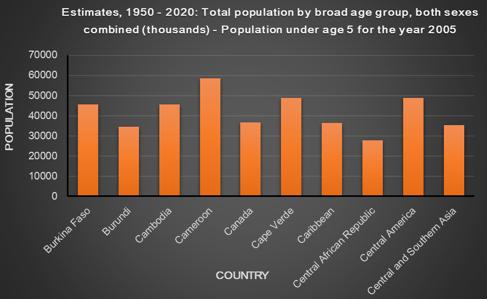 Estimates, 1950 - 2020: Total population by broad age group, both sexes
combined (thousands) - Population under age 5 for the year 2005
POPULATION
70000
60000
50000
40000
30000
20000
10000
0
Burkina Faso
Burundi
Cambodia
Cameroon
Canada
Cape Verde
Caribbean
Central African Republic
Central America
Central and Southern Asia
COUNTRY